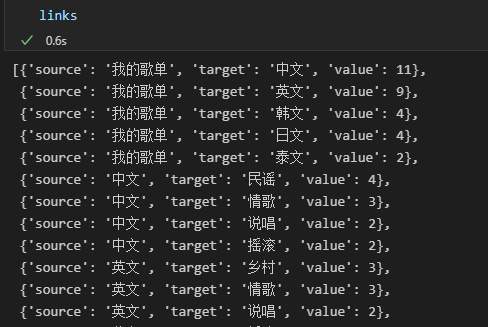 links
0.6s
[{'source': '我的歌单', 'target': '中文', 'value': 11},
{'source': '我的歌单', 'target': '英文', 'value': 9},
{'source': '我的歌单', 'target': '韩文', 'value': 4},
{'source': '我的歌单', 'target': '日文', 'value': 4},
{'source': '我的歌单', 'target': '泰文', 'value': 2},
{'source': '中文', 'target': '民谣', 'value': 4},
{'source': '中文', 'target': '情歌', 'value': 3},
{'source': '中文', 'target': '说唱', 'value': 2},
{'source': '中文', 'target': '摇滚', 'value': 2},
{'source': '英文', 'target': '乡村', 'value': 3},
{'source': '英文', 'target': '情歌', 'value': 3},
{'source': '英文', 'target': '说唱', 'value': 2},